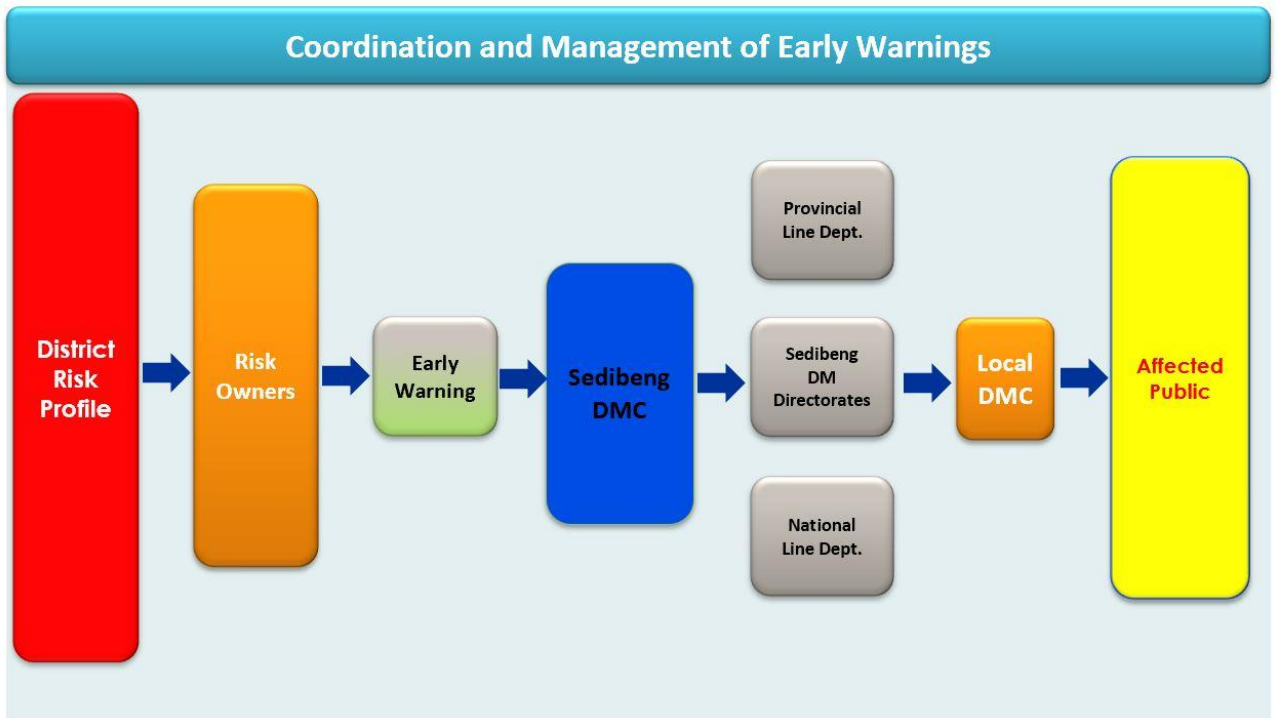 Coordination and Management of Early Warnings
District
Risk
Profile
Risk
Owners
Early
Warning
Sedibeng
DMC
Provincial
Line Dept.
Sedibeng
DM
Directorates
National
Line Dept.
Local
DMC
Affected
Public